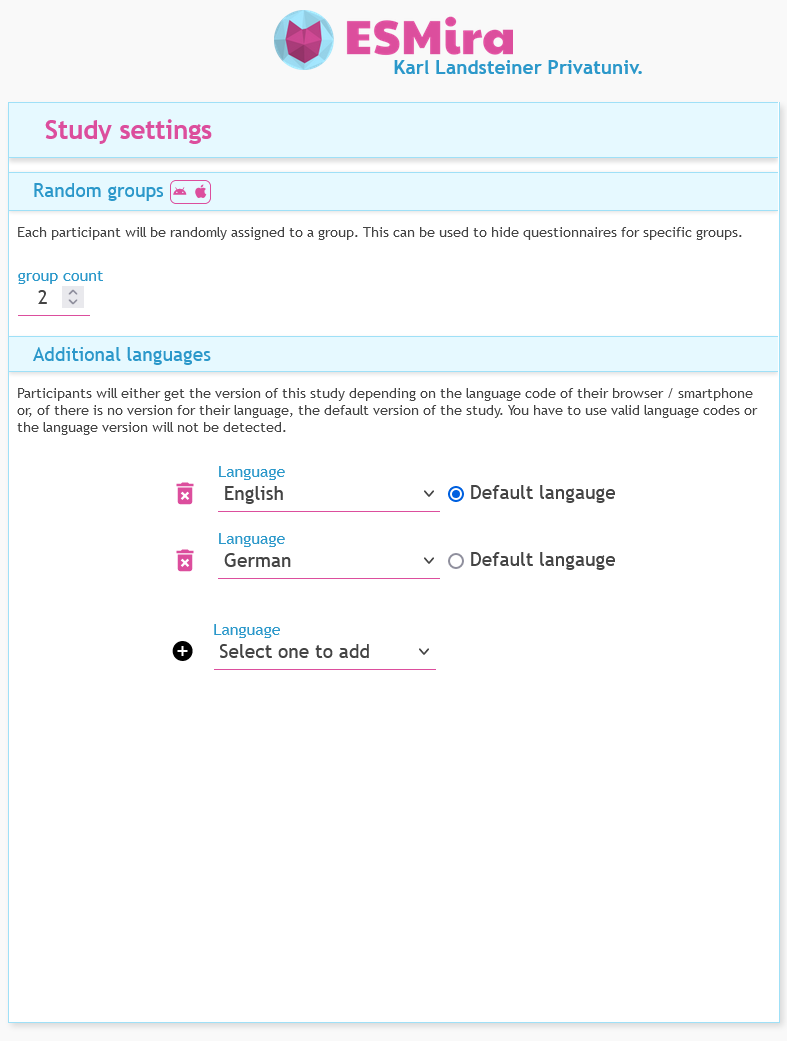 ESMira
Karl Landsteiner Privatuniv.
Study settings
Random groups
Each participant will be randomly assigned to a group. This can be used to hide questionnaires for specific groups.
group count
2
Additional languages
Participants will either get the version of this study depending on the language code of their browser / smartphone
or, of there is no version for their language, the default version of the study. You have to use valid language codes or
the language version will not be detected.
Language
English Default langauge
Language
German Default langauge
Language
Select one to add